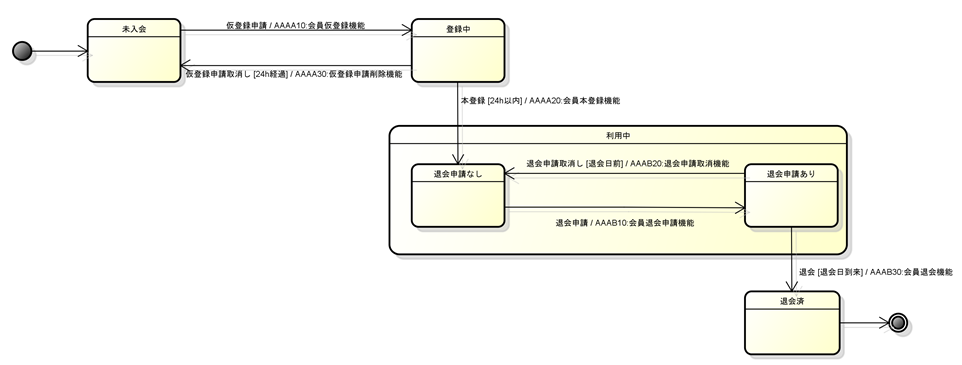 未入会
仮登録申請 / AAAA10:会員仮登録機能
登録中
仮登録申請取消し [24h経過] / AAAA30:仮登録申請削除機能
本登録 [24h以内] / AAAA20:会員本登録機能
利用中
退会申請なし
退会申請取消し [退会日前] / AAAB20:退会申請取消機能
退会申請あり
退会申請 / AAAB10:会員退会申請機能
退会 [退会日到来] / AAAB30:会員退会機能
退会済